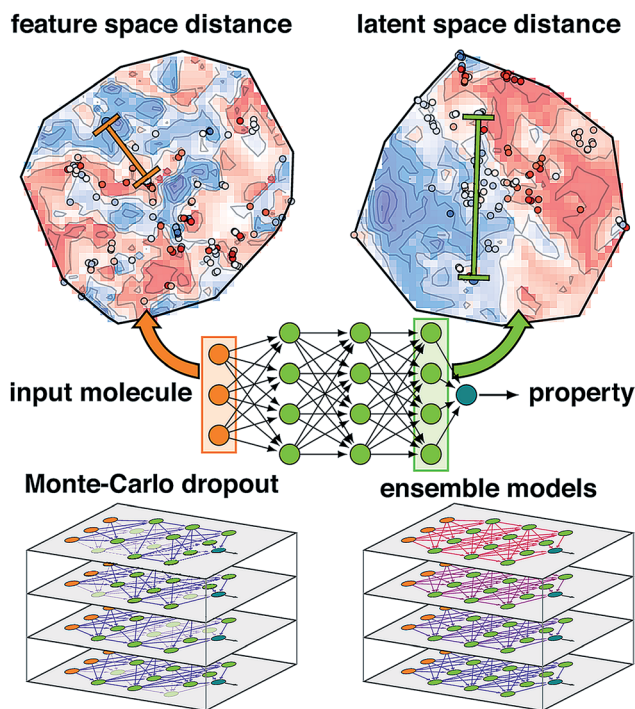 feature space distance
latent space distance
input molecule
property
Monte-Carlo dropout
ensemble models